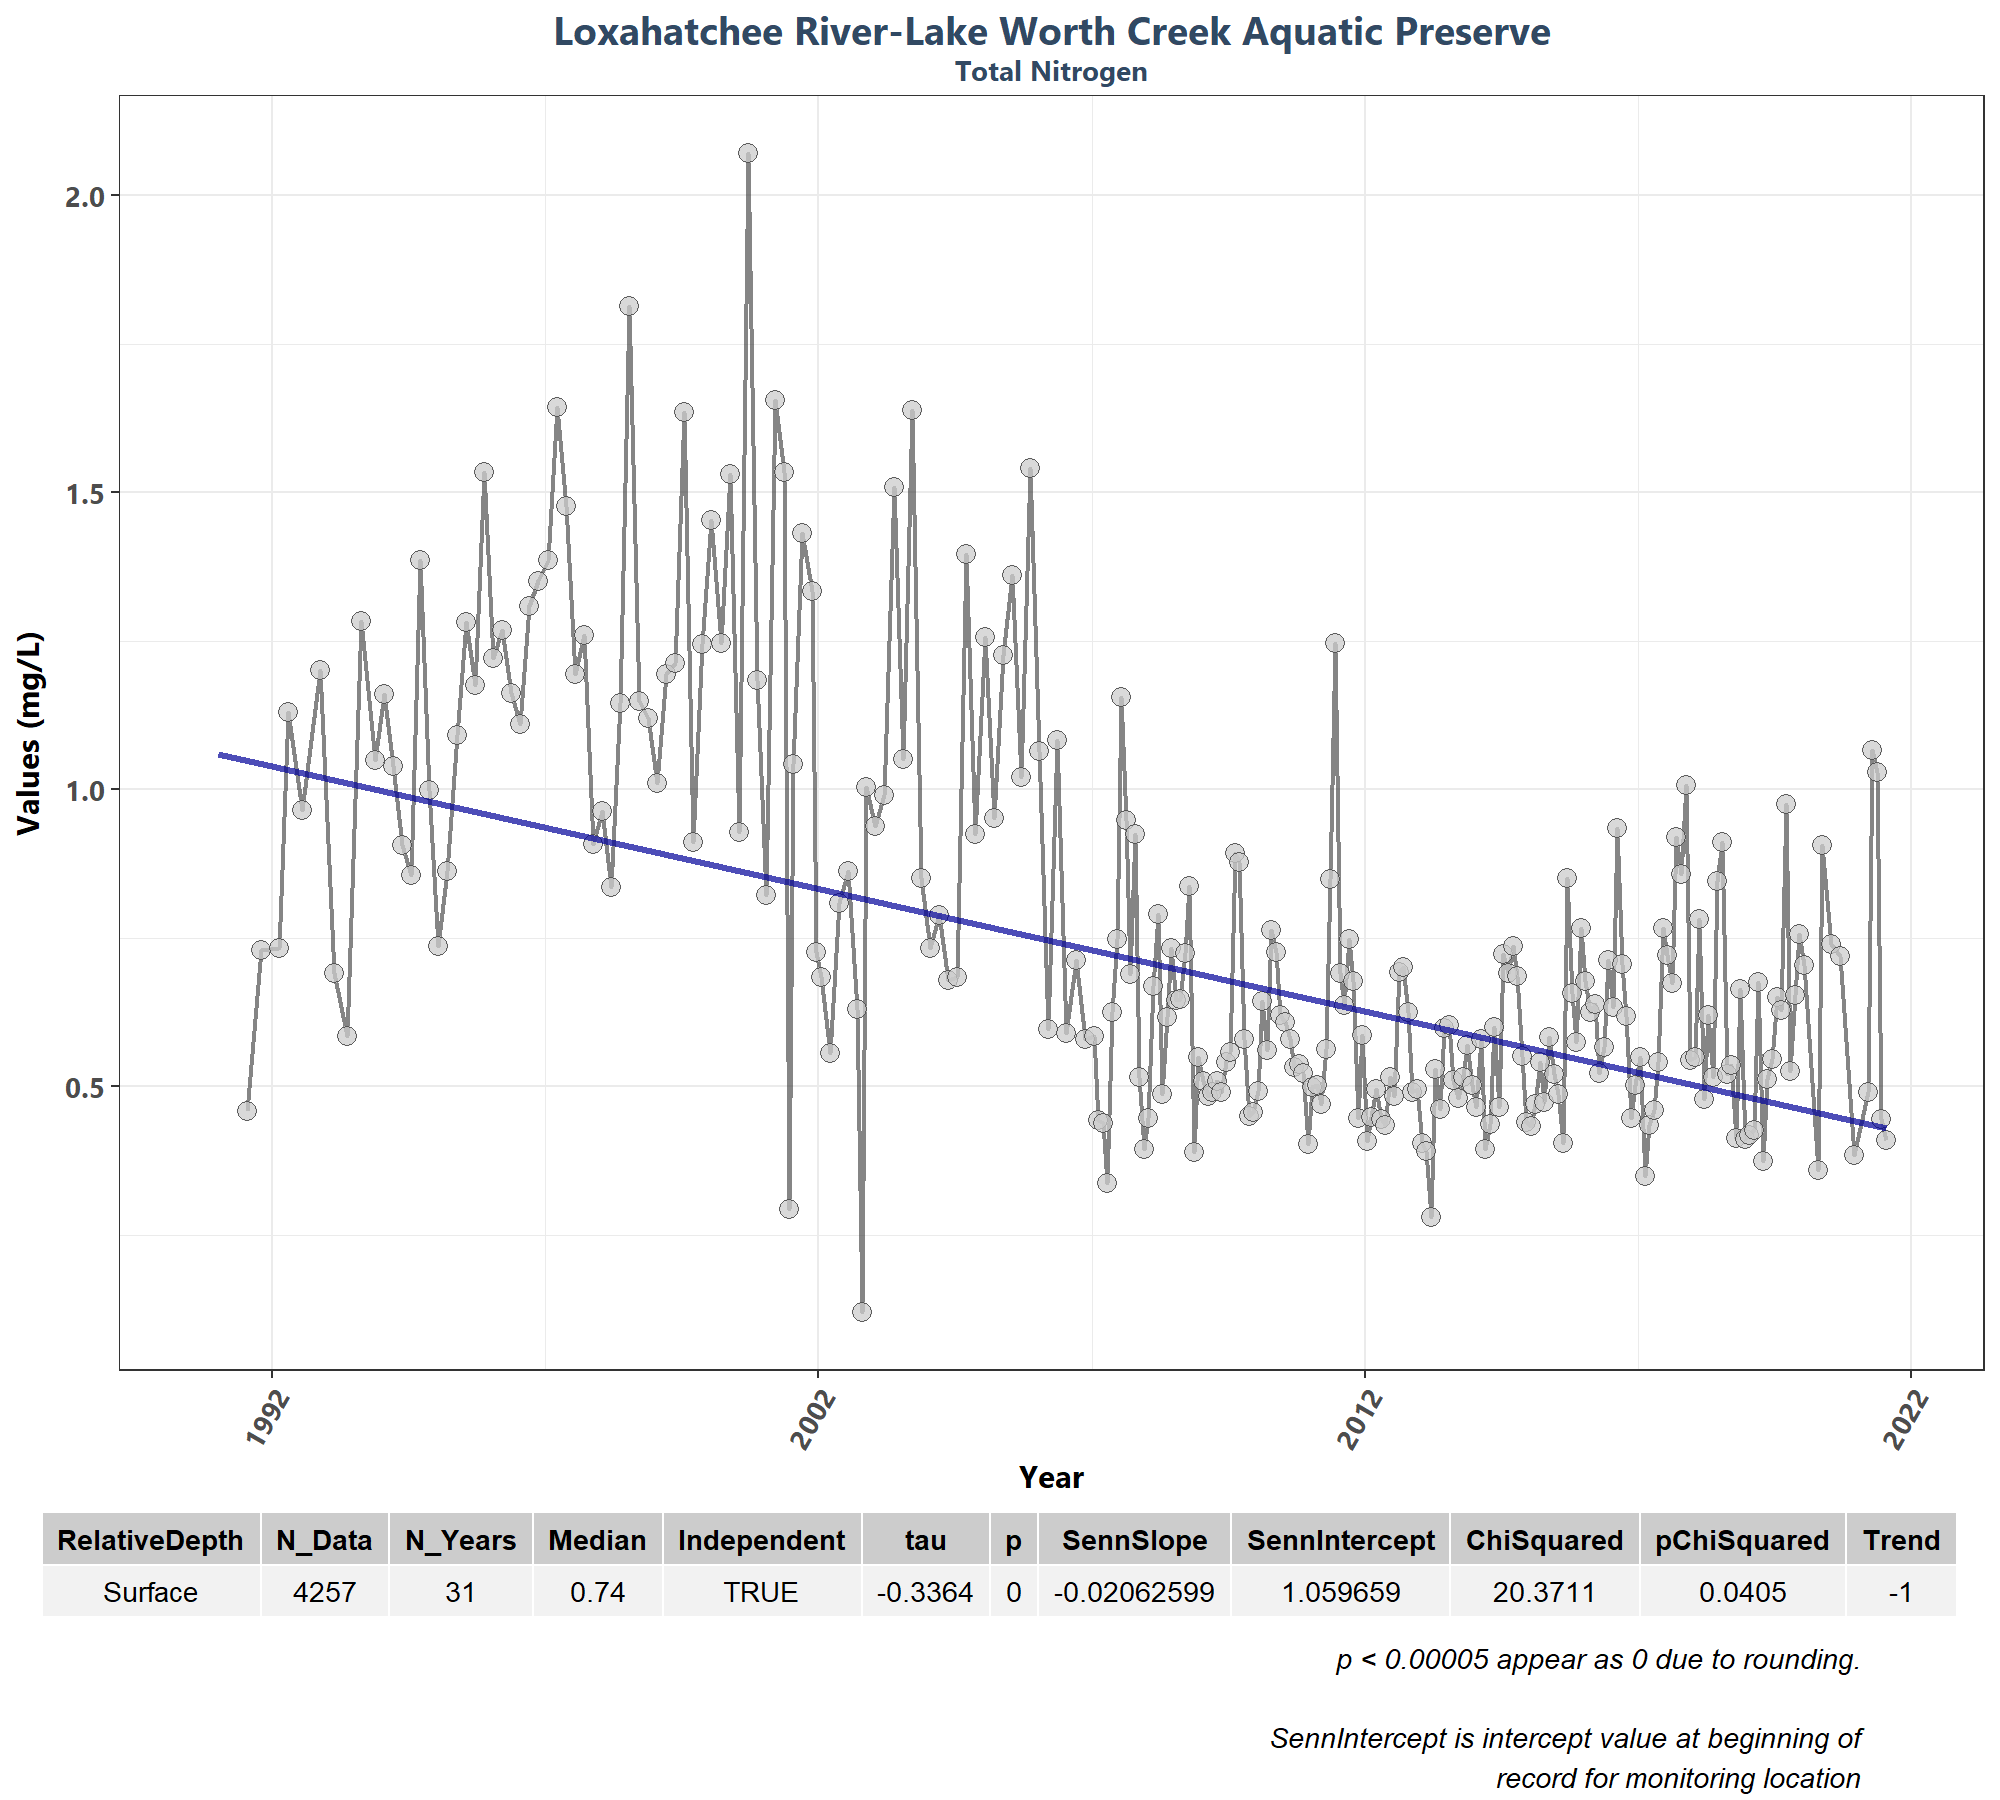 Loxahatchee River-Lake Worth Creek Aquatic Preserve
Total Nitrogen
Values (mg/L)
2.0
1.5
1.0
0.5
1992 2002 2012 2022
Year
RelativeDepth N_Data N_Years Median Independent tau p SennSlope SennIntercept ChiSquared pChiSquared Trend
Surface 4257 31 0.74 TRUE -0.3364 0 -0.02062599 1.059659 20.3711 0.0405 -1
p < 0.00005 appear as 0 due to rounding.
SennIntercept is intercept value at beginning of
record for monitoring location